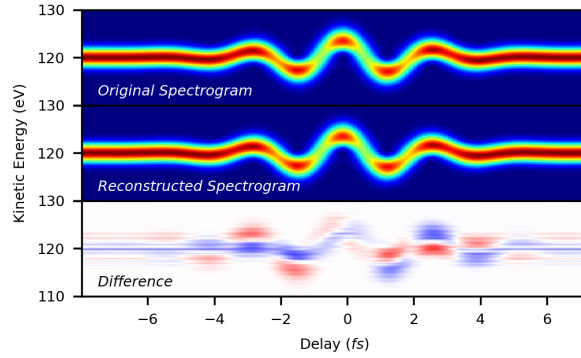 130
120
Original Spectrogram
130
Kinetic Energy (eV)
120
Reconstructed Spectrogram
130
120
Difference
110
−6 −4 −2 0 2 4 6
Delay (fs)